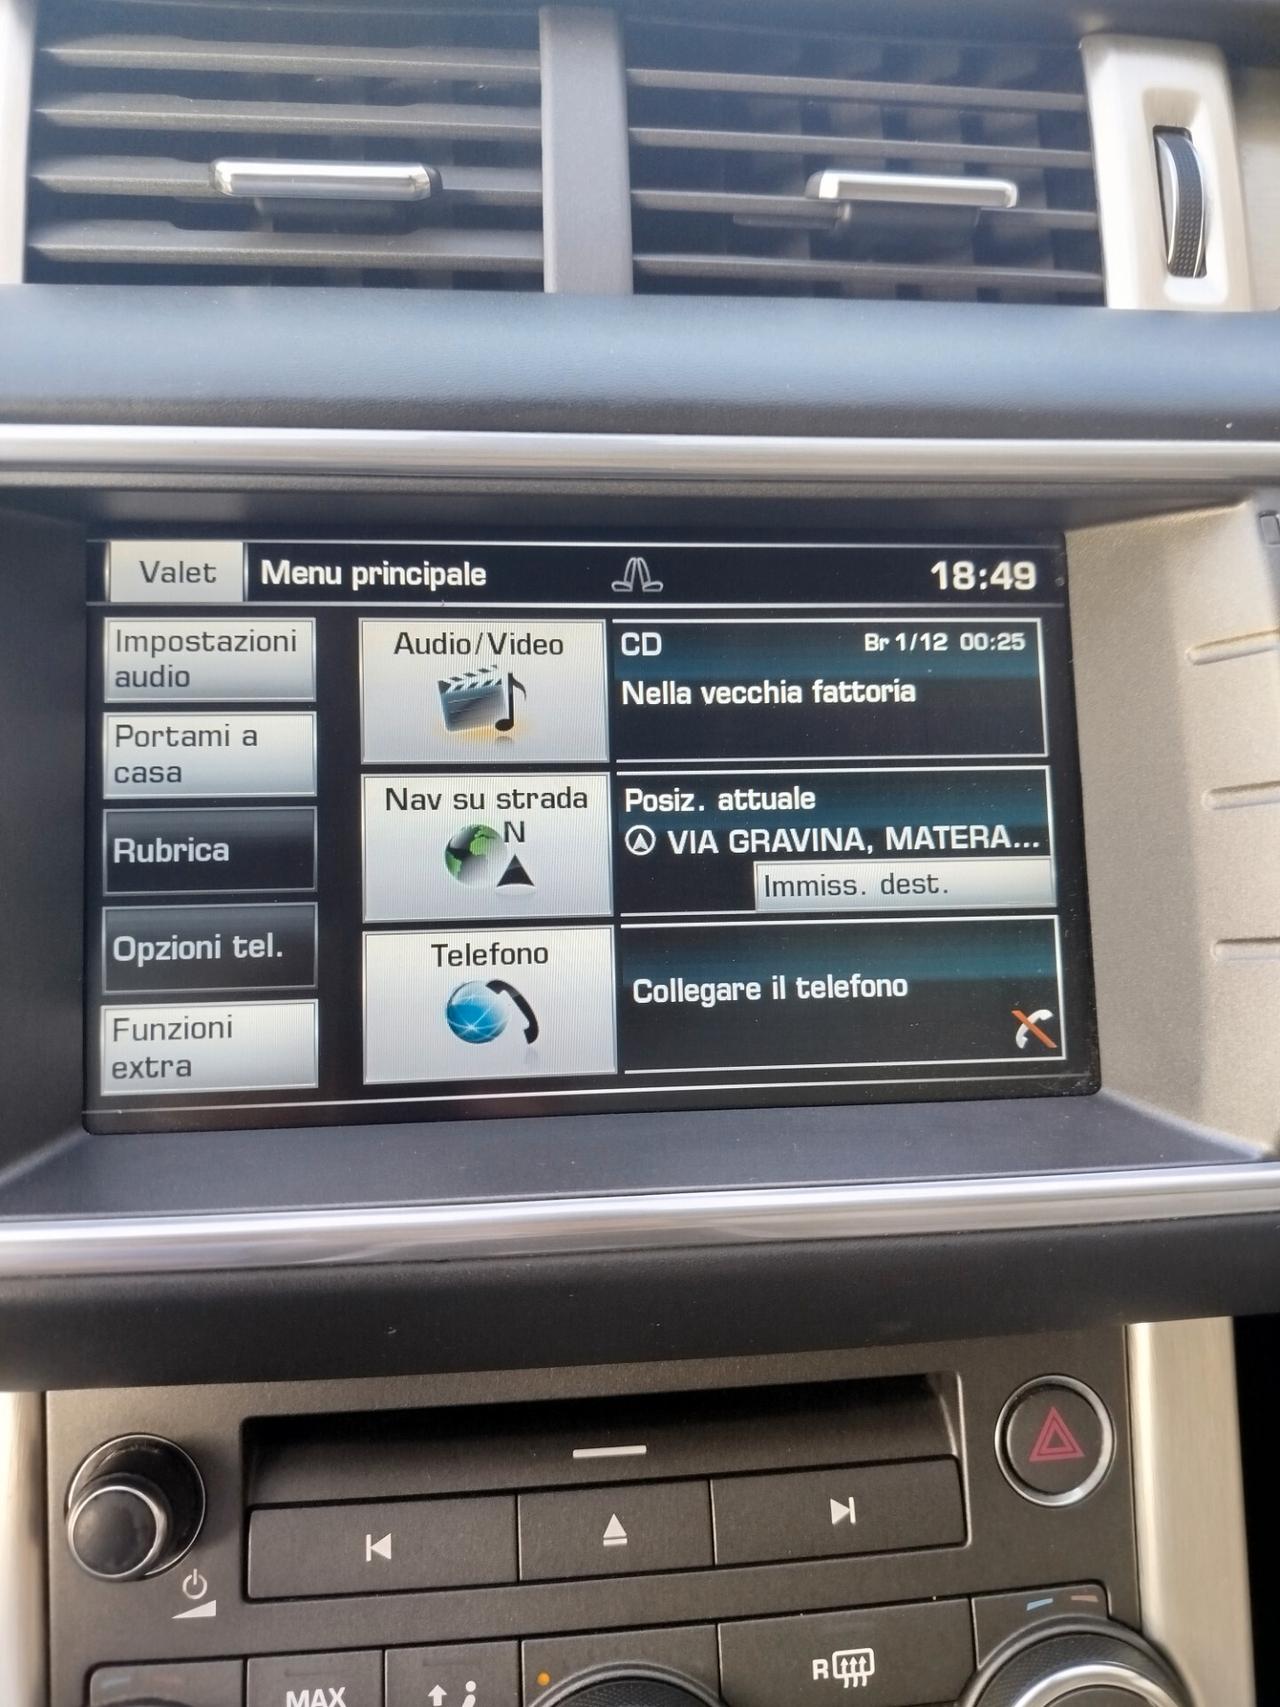 Valet
Menu principale
18:49
Impostazioni
audio
Portami a
casa
Rubrica
Opzioni tel.
Funzioni
extra
Audio/Video
CD
Br 1/12 00:25
Nella vecchia fattoria
Nav su strada
N
Posiz. attuale
VIA GRAVINA, MATERA...
Immiss. dest.
Telefono
Collegare il telefono
MAX
R